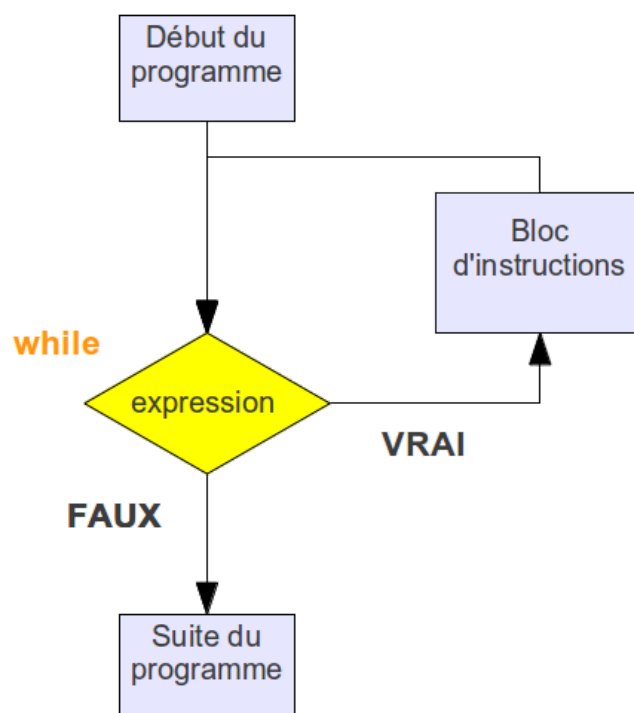 Début du
programme
Bloc
d'instructions
while
expression
VRAI
FAUX
Suite du
programme